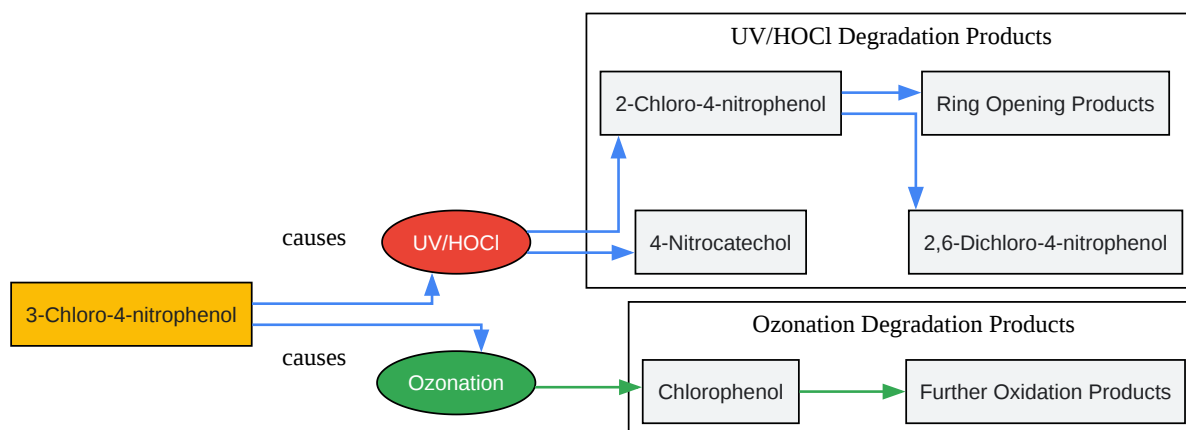 UV/HOCl Degradation Products
2-Chloro-4-nitrophenol
Ring Opening Products
causes
UV/HOCl
4-Nitrocatechol
2,6-Dichloro-4-nitrophenol
3-Chloro-4-nitrophenol
Ozonation Degradation Products
causes
Ozonation
Chlorophenol
Further Oxidation Products